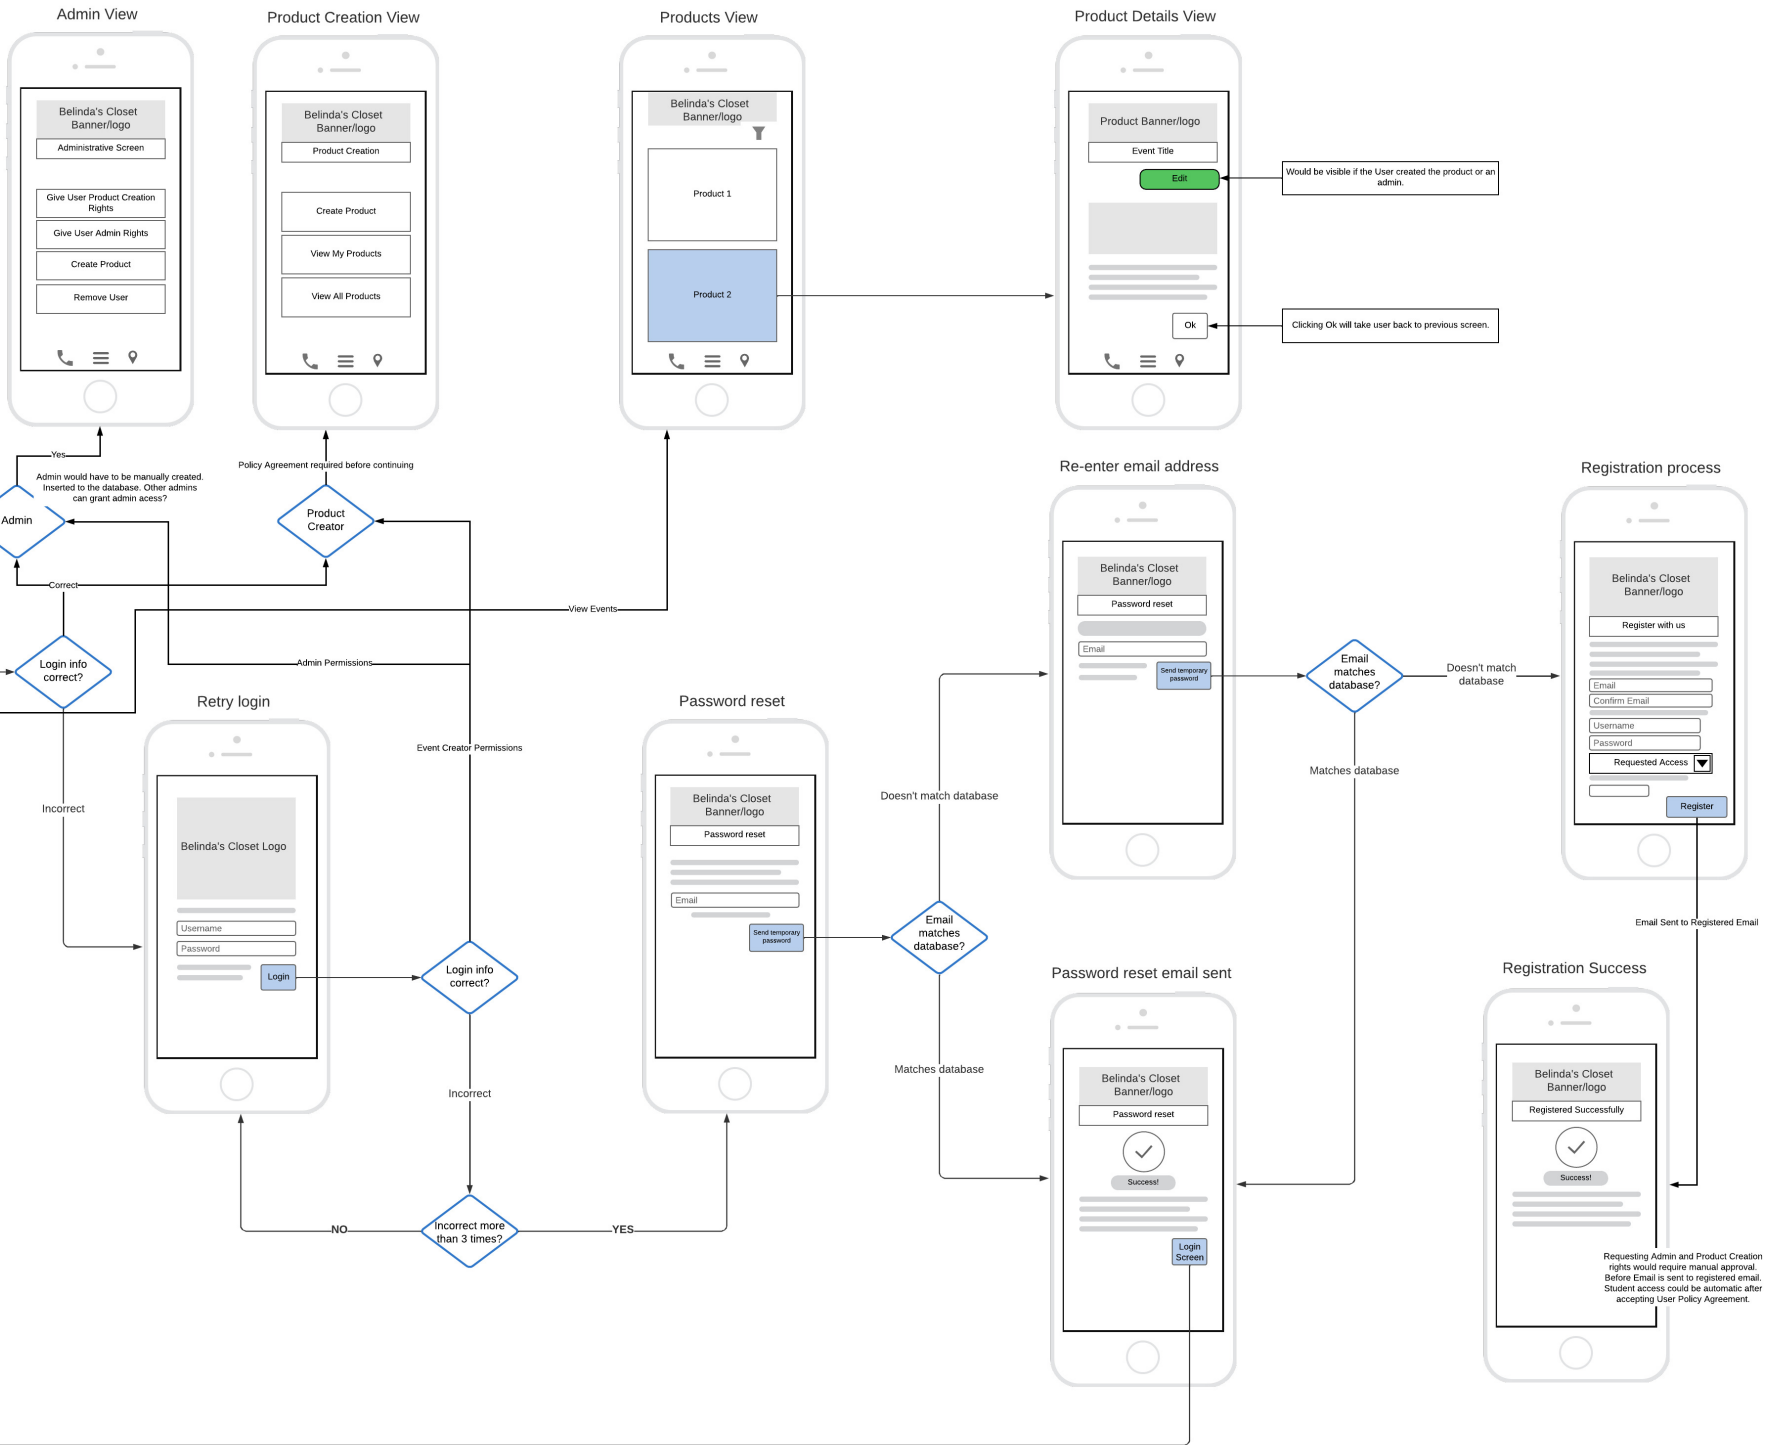 Admin View
Product Creation View
Products View
Product Details View
Belinda's Closet
Banner/logo
Administrative Screen
Give User Product Creation
Rights
Give User Admin Rights
Create Product
Remove User
Belinda's Closet
Banner/logo
Product Creation
Create Product
View My Products
View All Products
Belinda's Closet
Banner/logo
Product 1
Product 2
Product Banner/logo
Event Title
Edit
Ok
Would be visible if the User created the product or an
admin.
Clicking Ok will take user back to previous screen.
Yes
Admin would have to be manually created.
Inserted to the database. Other admins
can grant admin acess?
Admin
Policy Agreement required before continuing
Product
Creator
Correct
View Events
Login info
correct?
Admin Permissions
Event Creator Permissions
Incorrect
Retry login
Belinda's Closet Logo
Username
Password
Login
Login info
correct?
Incorrect
Incorrect more
than 3 times?
NO
YES
Password reset
Belinda's Closet
Banner/logo
Password reset
Email
Send temporary
password
Email
matches
database?
Doesn't match database
Matches database
Re-enter email address
Belinda's Closet
Banner/logo
Password reset
Email
Send temporary
password
Email
matches
database?
Doesn't match
database
Matches database
Registration process
Belinda's Closet
Banner/logo
Register with us
Email
Confirm Email
Username
Password
Requested Access
Register
Email Sent to Registered Email
Password reset email sent
Belinda's Closet
Banner/logo
Password reset
Success!
Login
Screen
Registration Success
Belinda's Closet
Banner/logo
Registered Successfully
Success!
Requesting Admin and Product Creation
rights would require manual approval.
Before Email is sent to registered email.
Student access could be automatic after
accepting User Policy Agreement.